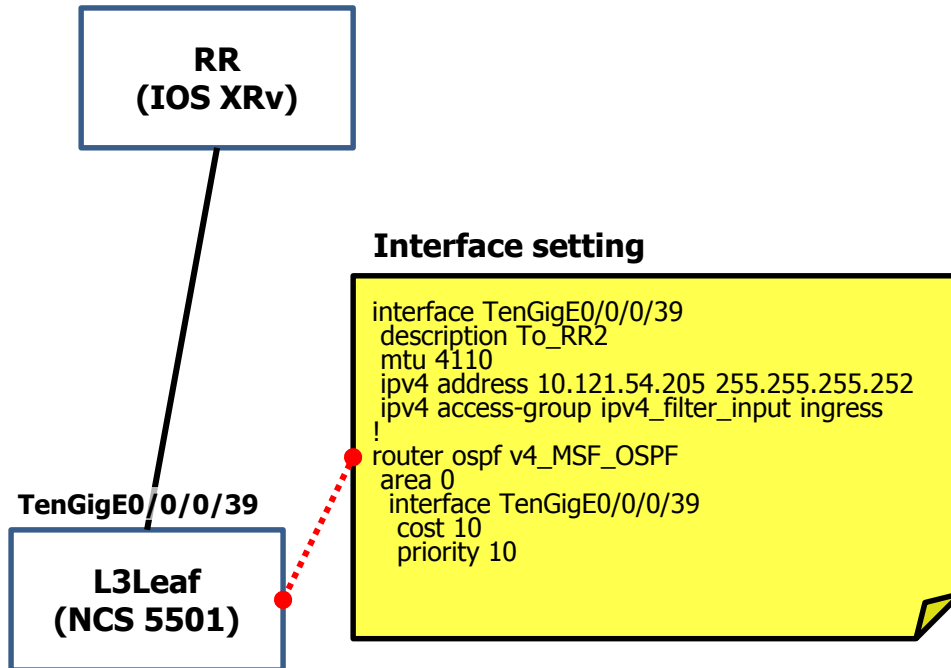 RR
(IOS XRv)
Interface setting
interface TenGigE0/0/0/39
description To_RR2
mtu 4110
ipv4 address 10.121.54.205 255.255.255.252
ipv4 access-group ipv4_filter_input ingress
!
router ospf v4_MSF_OSPF
area 0
interface TenGigE0/0/0/39
cost 10
priority 10
TenGigE0/0/0/39
L3Leaf
(NCS 5501)